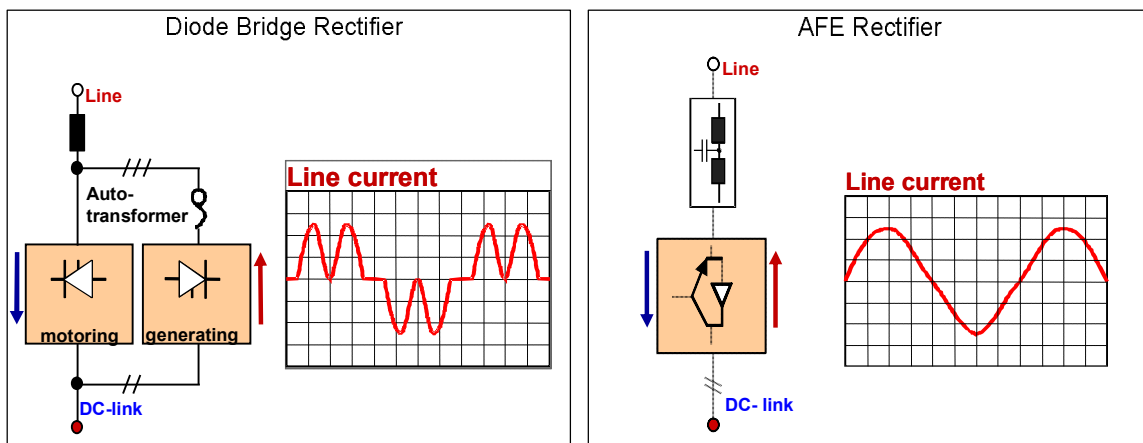 Diode Bridge Rectifier
Line
Auto-
transformer
Line current
motoring
generating
DC-link
AFE Rectifier
Line
Line current
DC- link